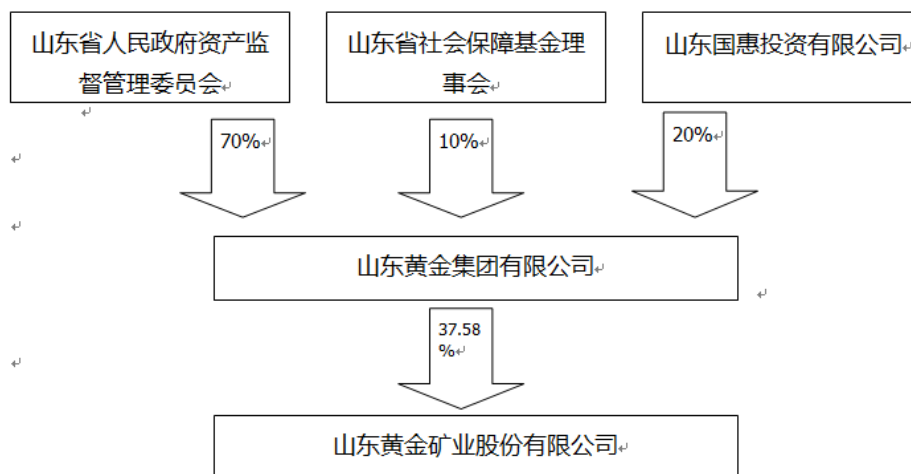 山东省人民政府资产监
督管理委员会
山东省社会保障基金理
事会
山东国惠投资有限公司
70%
10%
20%
山东黄金集团有限公司
37.58
%
山东黄金矿业股份有限公司